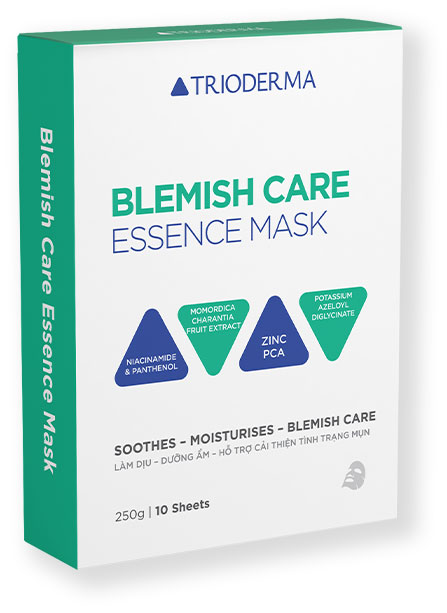 TRIODERMA
BLEMISH CARE
ESSENCE MASK
NIACINAMIDE
& PANTHENOL
MOMORDICA
CHARANTIA
FRUIT EXTRACT
ZINC
PCA
POTASSIUM
AZELOYL
DIGLYCINATE
SOOTHES – MOISTURISES – BLEMISH CARE
LÀM DỊU – DƯỠNG ẨM – HỖ TRỢ CẢI THIỆN TÌNH TRẠNG MỤN
250g | 10 Sheets
Blemish Care Essence Mask